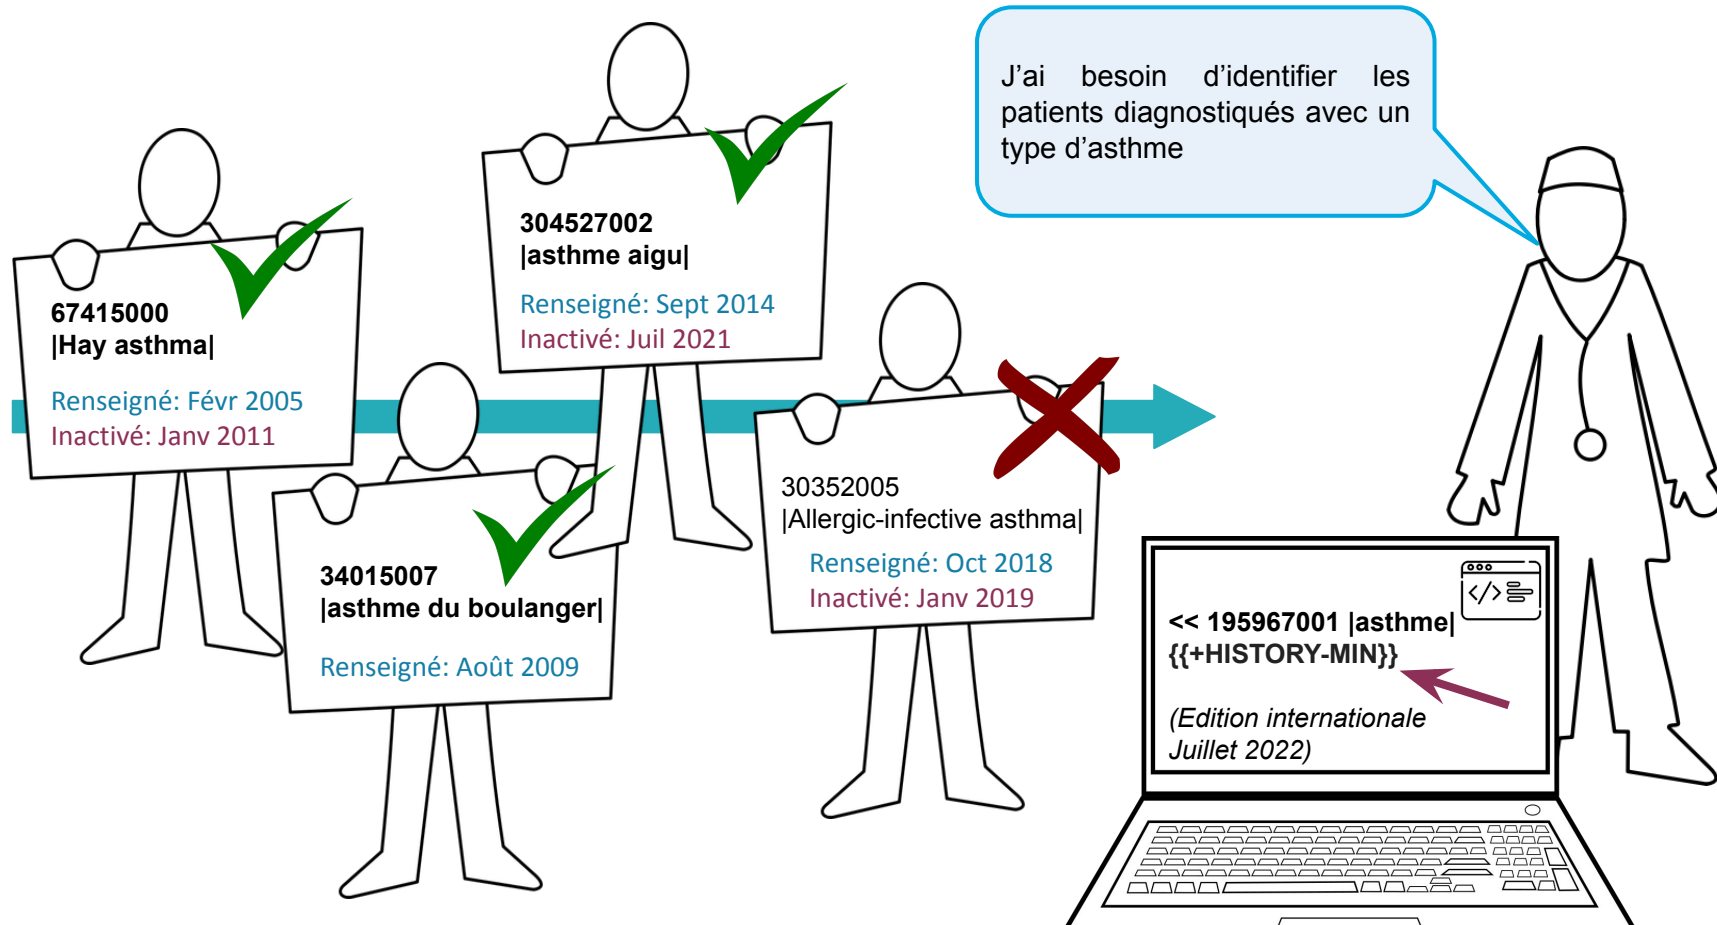 J'ai besoin d'identifier les
patients diagnostiqués avec un
type d'asthme
304527002
|asthme aigu|
Renseigné: Sept 2014
Inactivé: Juil 2021
67415000
|Hay asthma|
Renseigné: Févr 2005
Inactivé: Janv 2011
30352005
|Allergic-infective asthma|
Renseigné: Oct 2018
Inactivé: Janv 2019
34015007
|asthme du boulanger|
Renseigné: Août 2009
</>
<< 195967001 |asthme|
{{+HISTORY-MIN}}
(Edition internationale
Juillet 2022)